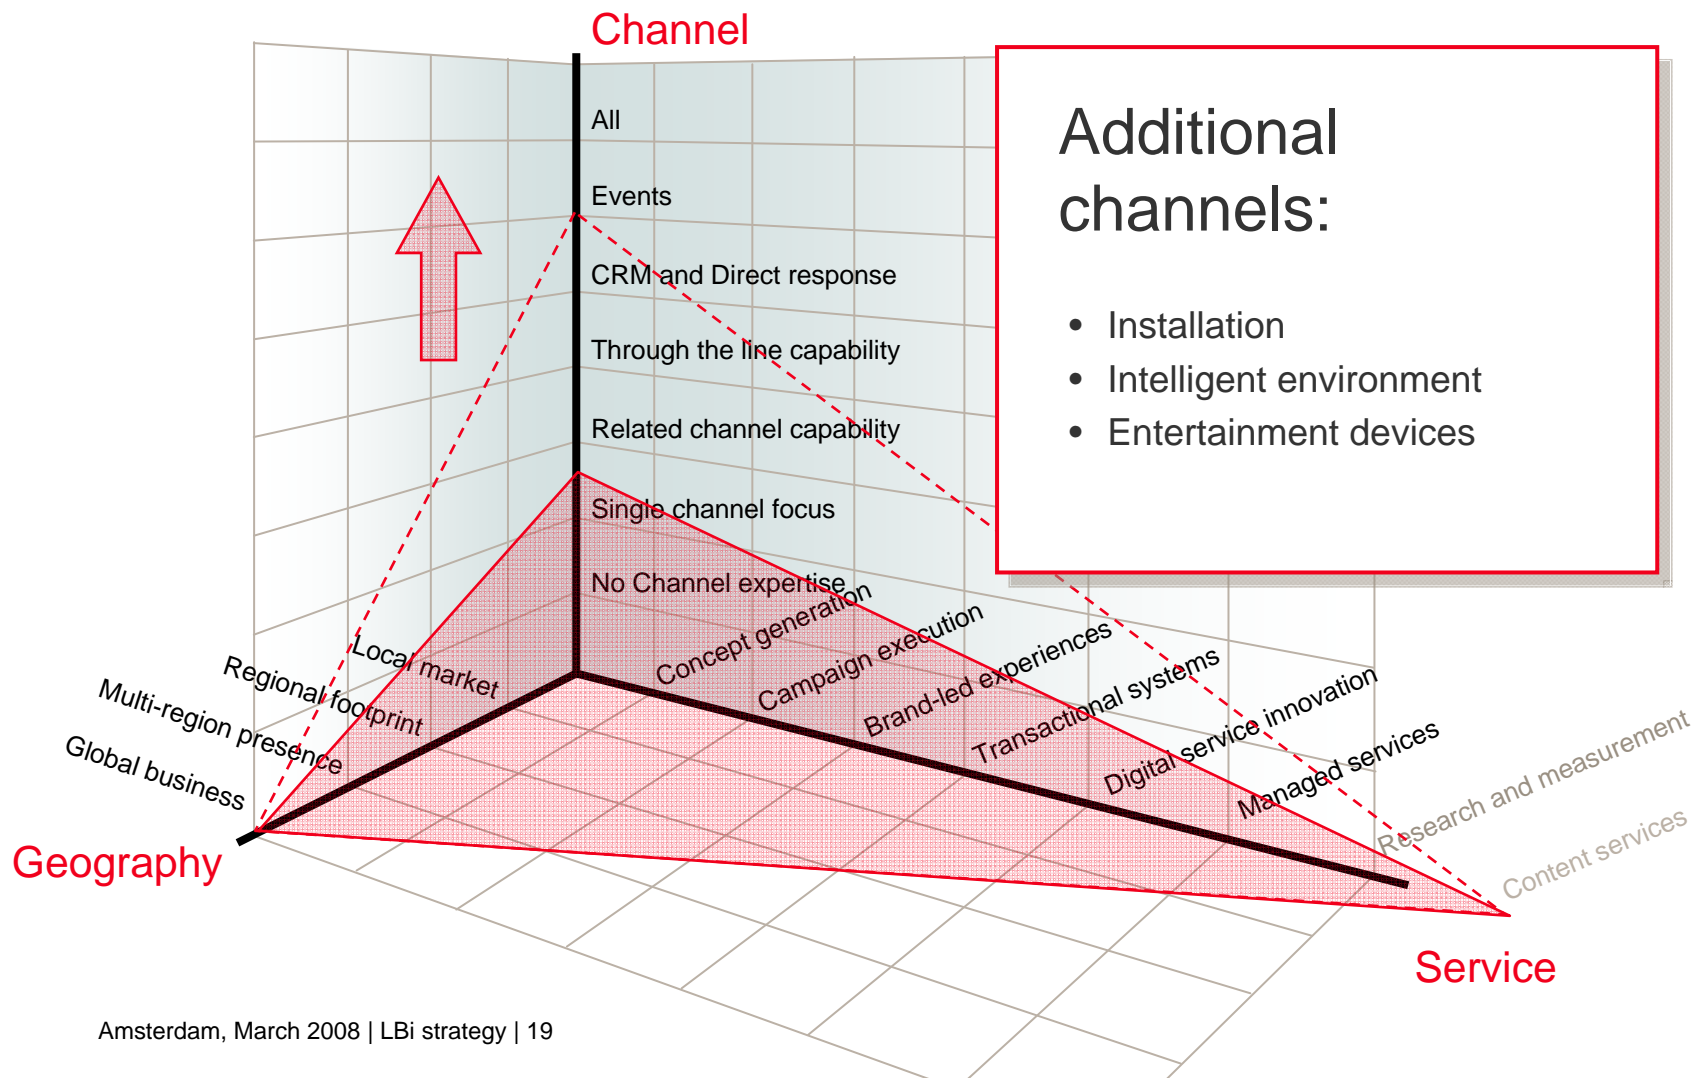 Channel
All
Events
CRM and Direct response
Through the line capability
Related channel capability
Single channel focus
No Channel expertise
Additional
channels:
• Installation
• Intelligent environment
• Entertainment devices
Local market
Regional footprint
Multi-region presence
Global business
Geography
Concept generation
Campaign execution
Brand-led experiences
Transactional systems
Digital service innovation
Managed services
Research and measurement
Content services
Service
Amsterdam, March 2008 | LBi strategy | 19